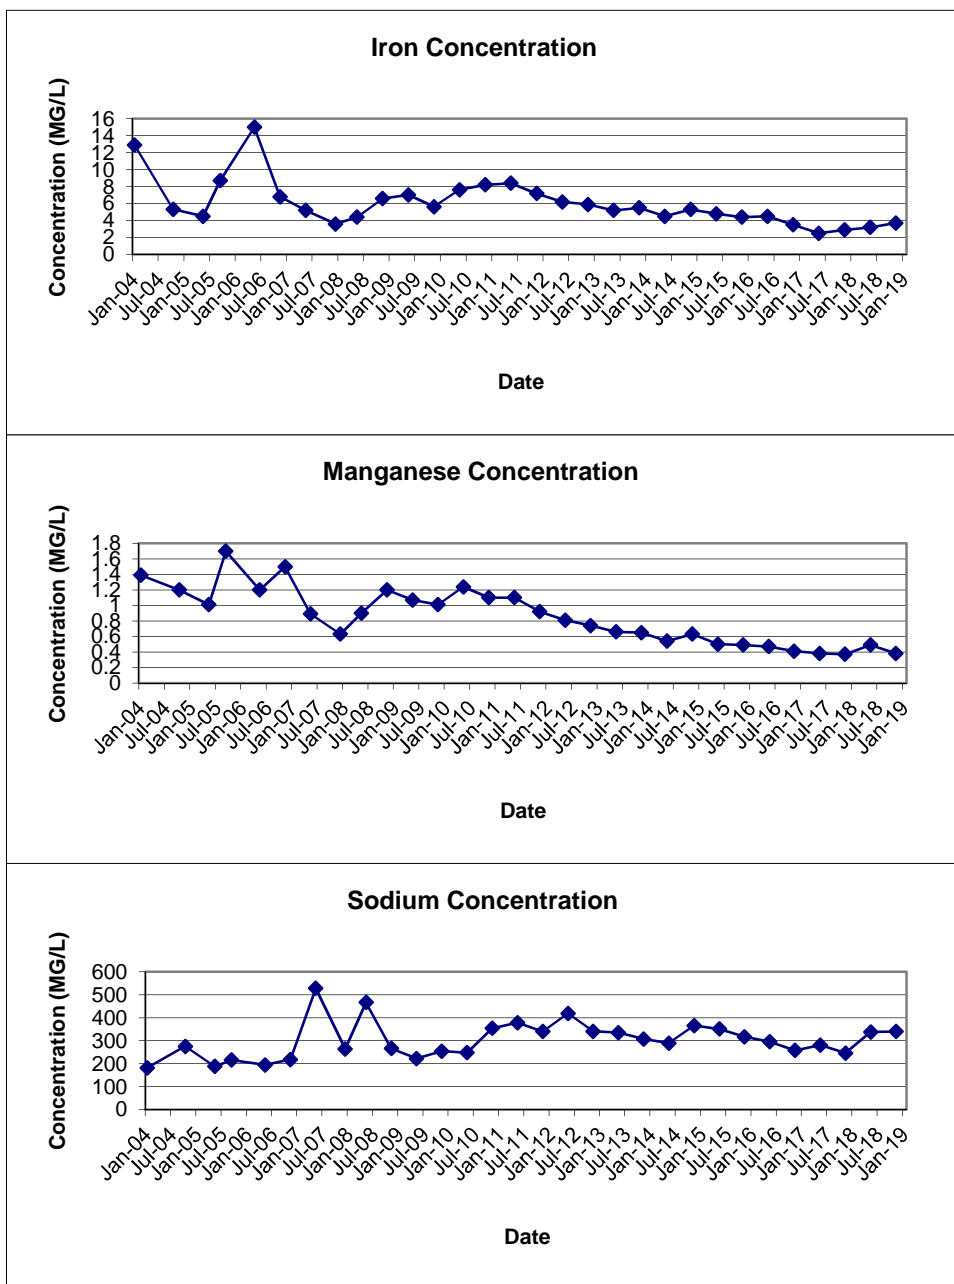 Iron Concentration
Concentration (MG/L)
16
14
12
10
8
6
4
2
0
Jan-04 Jul-04 Jan-05 Jul-05 Jan-06 Jul-06 Jan-07 Jul-07 Jan-08 Jul-08 Jan-09 Jul-09 Jan-10 Jul-10 Jan-11 Jul-11 Jan-12 Jul-12 Jan-13 Jul-13 Jan-14 Jul-14 Jan-15 Jul-15 Jan-16 Jul-16 Jan-17 Jul-17 Jan-18 Jul-18 Jan-19
Date
Manganese Concentration
Concentration (MG/L)
1.8
1.6
1.4
1.2
1
0.8
0.6
0.4
0.2
0
Jan-04 Jul-04 Jan-05 Jul-05 Jan-06 Jul-06 Jan-07 Jul-07 Jan-08 Jul-08 Jan-09 Jul-09 Jan-10 Jul-10 Jan-11 Jul-11 Jan-12 Jul-12 Jan-13 Jul-13 Jan-14 Jul-14 Jan-15 Jul-15 Jan-16 Jul-16 Jan-17 Jul-17 Jan-18 Jul-18 Jan-19
Date
Sodium Concentration
Concentration (MG/L)
600
500
400
300
200
100
0
Jan-04 Jul-04 Jan-05 Jul-05 Jan-06 Jul-06 Jan-07 Jul-07 Jan-08 Jul-08 Jan-09 Jul-09 Jan-10 Jul-10 Jan-11 Jul-11 Jan-12 Jul-12 Jan-13 Jul-13 Jan-14 Jul-14 Jan-15 Jul-15 Jan-16 Jul-16 Jan-17 Jul-17 Jan-18 Jul-18 Jan-19
Date